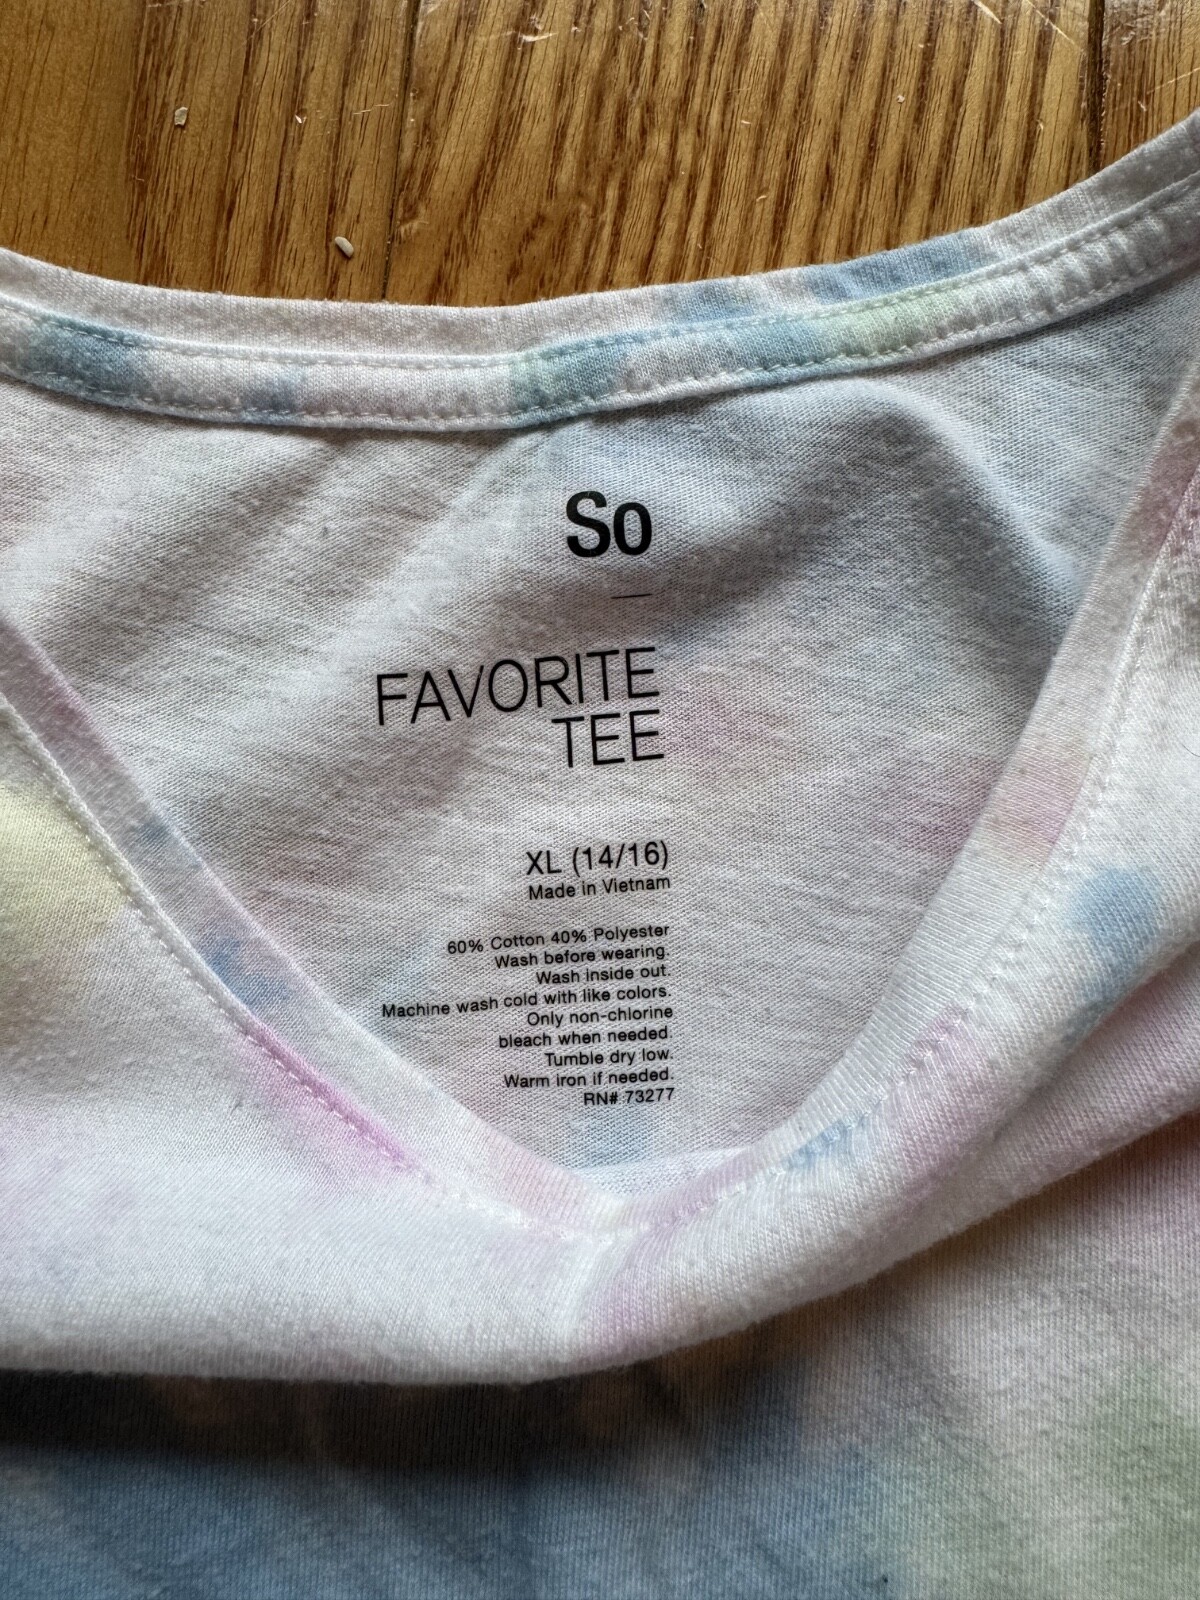 So
FAVORITE
TEE
XL (14/16)
Made in Vietnam
60% Cotton 40% Polyester
Wash before wearing.
Wash inside out.
Machine wash cold with like colors.
Only non-chlorine
bleach when needed.
Tumble dry low.
Warm iron if needed.
RN# 73277